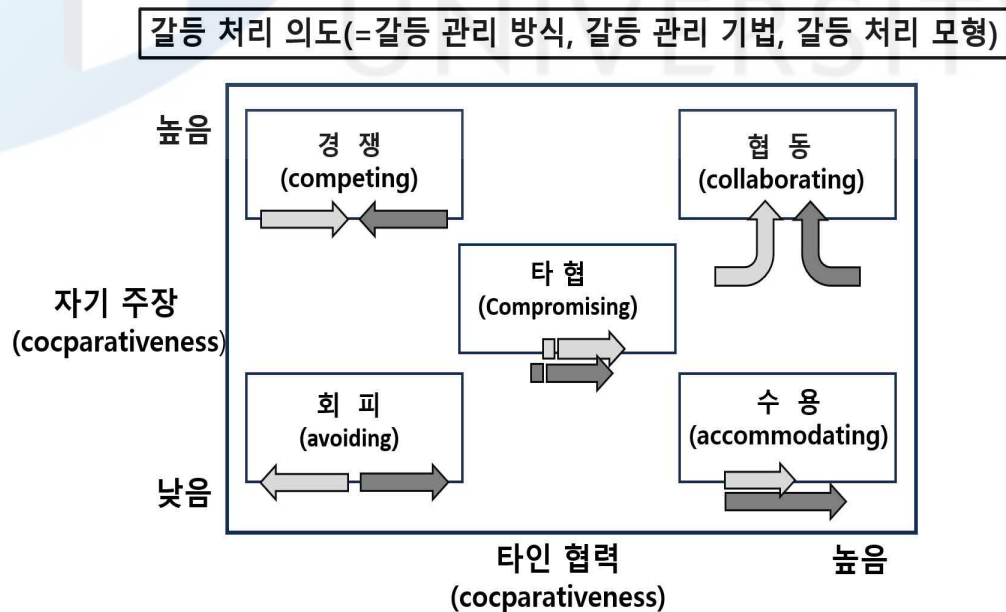 UNIVERSIT
갈등 처리 의도(=갈등 관리 방식, 갈등 관리 기법, 갈등 처리 모형)
높음
경 쟁
(competing)
협 동
(collaborating)
타 협
(Compromising)
자기 주장
(cocparativeness)
회 피
(avoiding)
수 용
(accommodating)
낮음
타인 협력
높음
(cocparativeness)